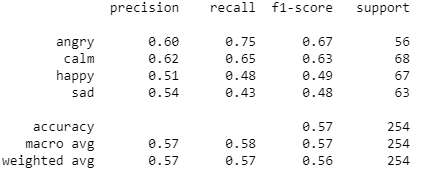 precision recall f1-score support
angry 0.60 0.75 0.67 56
calm 0.62 0.65 0.63 68
happy 0.51 0.48 0.49 67
sad 0.54 0.43 0.48 63
accuracy 0.57 254
macro avg 0.57 0.58 0.57 254
weighted avg 0.57 0.57 0.56 254